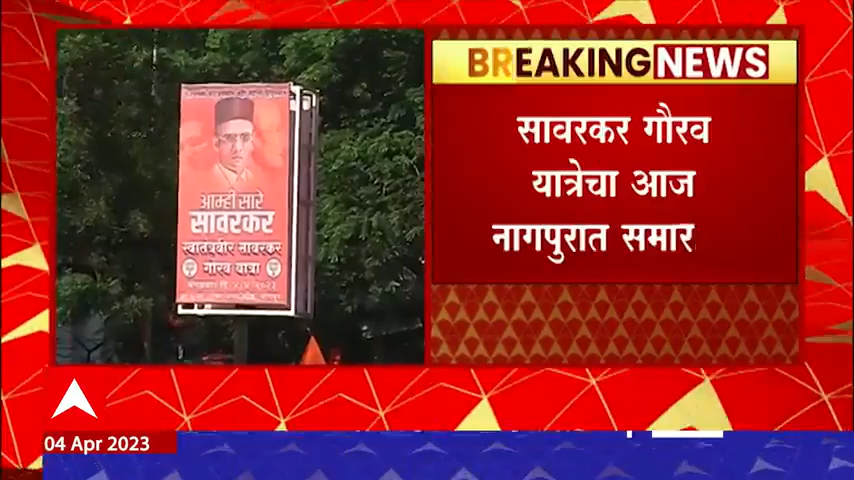 BREAKING NEWS
सावरकर गौरव
यात्रेचा आज
नागपुरात समार
आम्ही सारे
सावरकर
स्वातंत्र्यवीर सावरकर
गौरव यात्रा
04 Apr 2023